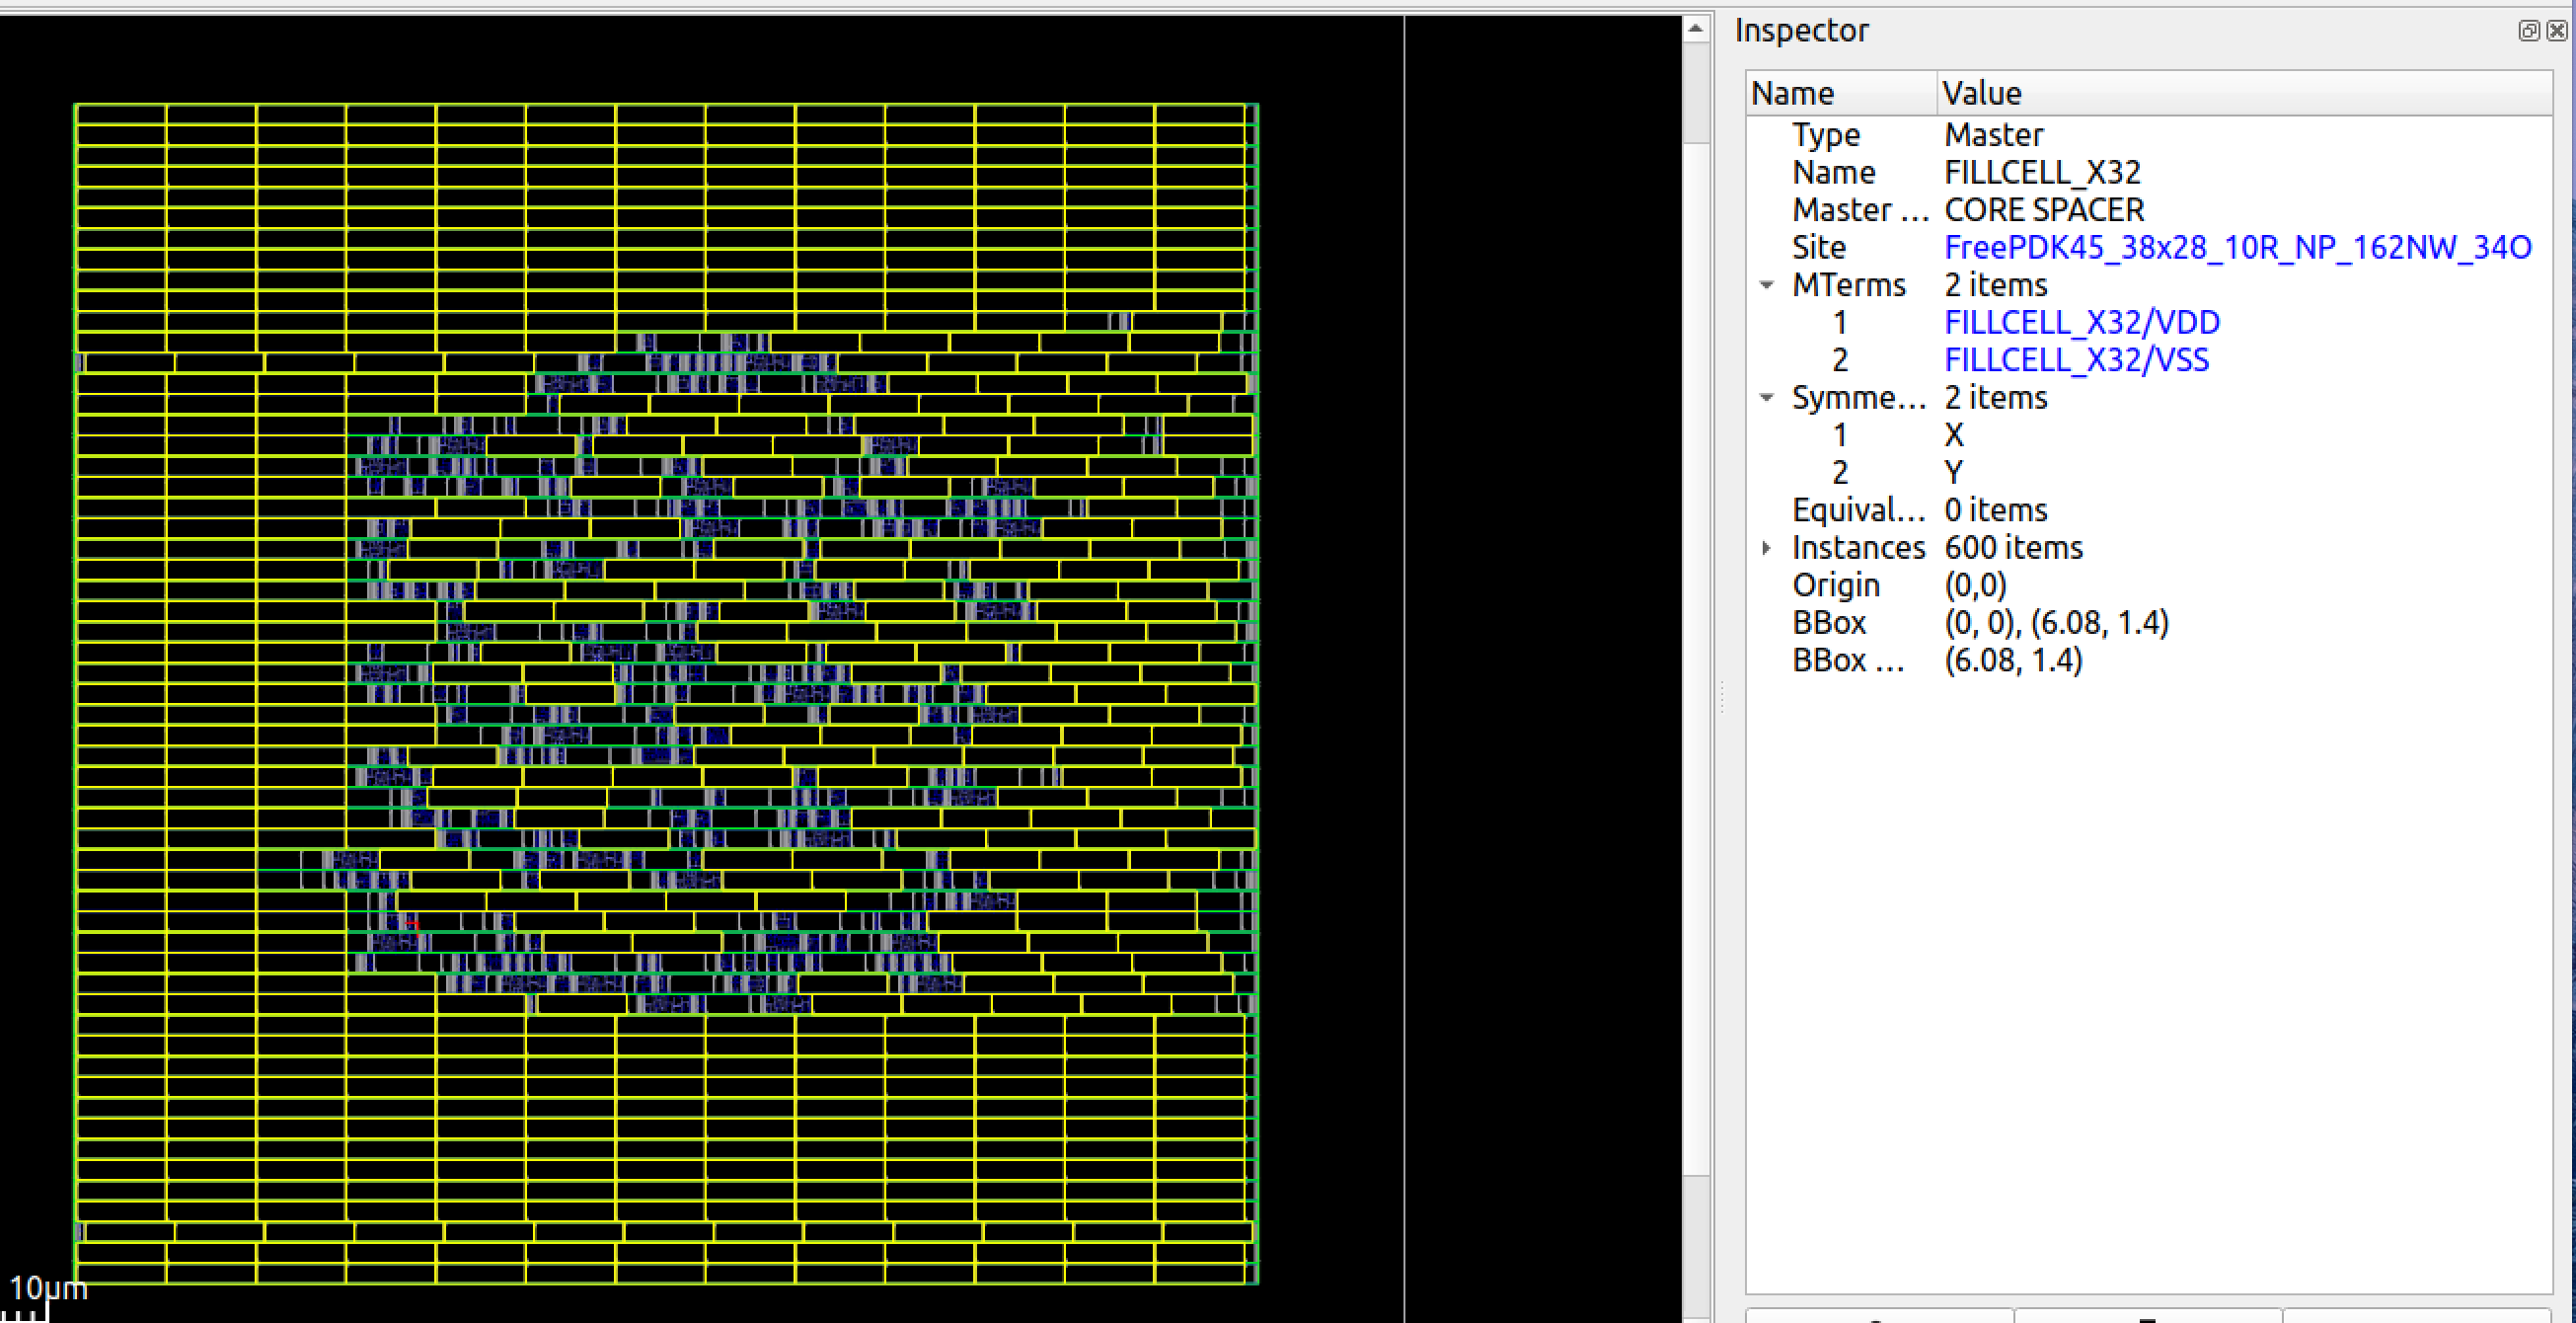 Inspector
Name Value
Type Master
Name FILLCELL_X32
Master ... CORE SPACER
Site FreePDK45_38x28_10R_NP_162NW_34O
MTerms 2 items
1 FILLCELL_X32/VDD
2 FILLCELL_X32/VSS
Symme... 2 items
1 X
2 Y
Equival... 0 items
Instances 600 items
Origin (0,0)
BBox (0, 0), (6.08, 1.4)
BBox ... (6.08, 1.4)
10µm